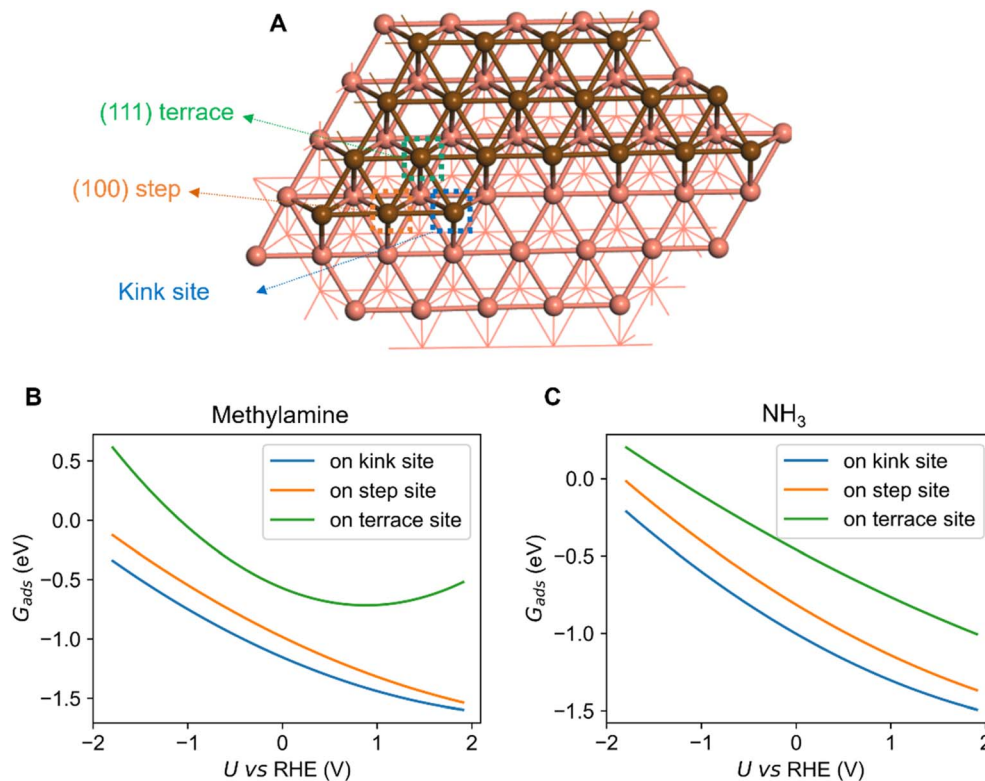 A
(111) terrace
(100) step
Kink site
B
Methylamine
on kink site
on step site
on terrace site
0.5
0.0
−0.5
−1.0
−1.5
G_ads (eV)
−2
−1
0
1
2
U vs RHE (V)
C
NH₃
on kink site
on step site
on terrace site
0.0
−0.5
−1.0
−1.5
G_ads (eV)
−2
−1
0
1
2
U vs RHE (V)